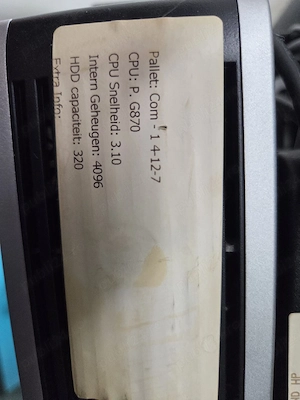 Pallet: Com - 1 4-12-7
CPU: P. G870
CPU Snelheid: 3.10
Intern Geheugen: 4096
HDD capaciteit: 320
Extra Info: